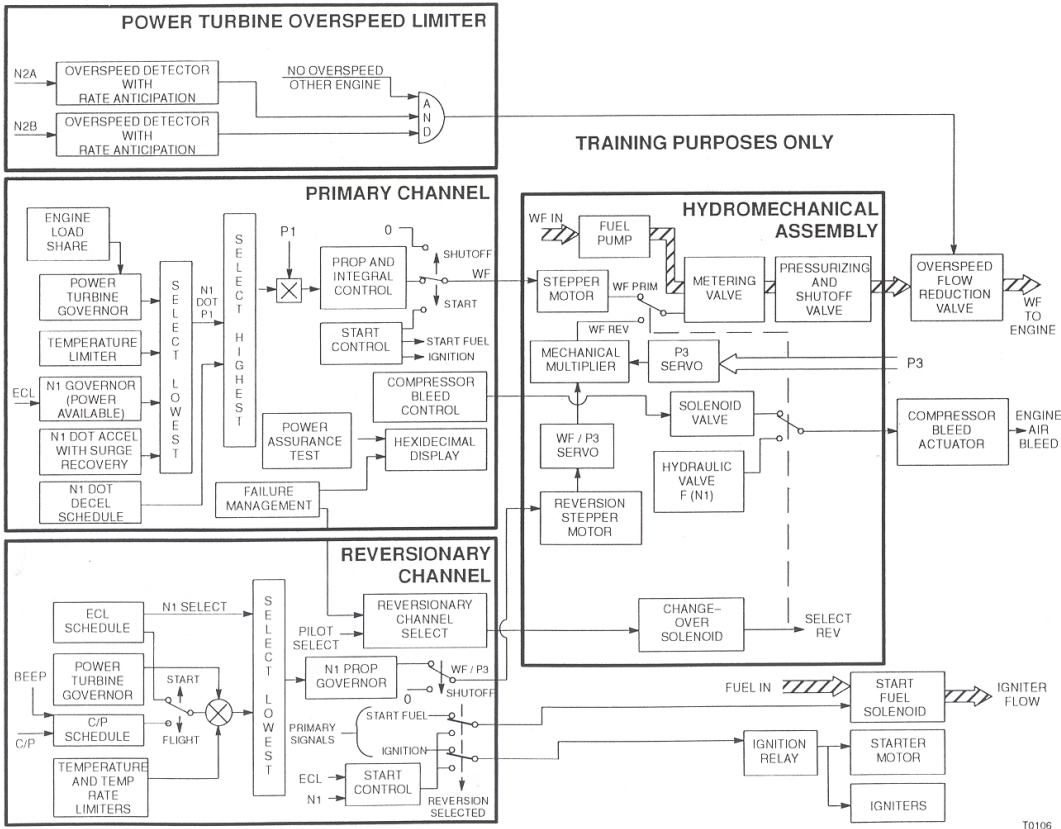 POWER TURBINE OVERSPEED LIMITER
N2A
OVERSPEED DETECTOR
WITH
RATE ANTICIPATION
NO OVERSPEED
OTHER ENGINE
N2B
OVERSPEED DETECTOR
WITH
RATE ANTICIPATION
A
N
D
TRAINING PURPOSES ONLY
PRIMARY CHANNEL
ENGINE
LOAD
SHARE
POWER
TURBINE
GOVERNOR
TEMPERATURE
LIMITER
ECL
N1 GOVERNOR
(POWER
AVAILABLE)
N1 DOT ACCEL
WITH SURGE
RECOVERY
N1 DOT
DECEL
SCHEDULE
SELECT LOWEST
N1
DOT
P1
SELECT HIGHEST
P1
X
PROP AND
INTEGRAL
CONTROL
0
SHUTOFF
WF
START
START
CONTROL
START FUEL
IGNITION
COMPRESSOR
BLEED
CONTROL
POWER
ASSURANCE
TEST
HEXIDECIMAL
DISPLAY
FAILURE
MANAGEMENT
HYDROMECHANICAL
ASSEMBLY
WF IN
FUEL
PUMP
STEPPER
MOTOR
WF PRIM
WF REV
METERING
VALVE
PRESSURIZING
AND
SHUTOFF
VALVE
OVERSPEED
FLOW
REDUCTION
VALVE
WF
TO
ENGINE
MECHANICAL
MULTIPLIER
P3
SERVO
P3
SOLENOID
VALVE
WF / P3
SERVO
HYDRAULIC
VALVE
F (N1)
REVERSION
STEPPER
MOTOR
COMPRESSOR
BLEED
ACTUATOR
ENGINE
AIR
BLEED
CHANGE–
OVER
SOLENOID
SELECT
REV
REVERSIONARY
CHANNEL
ECL
SCHEDULE
N1 SELECT
POWER
TURBINE
GOVERNOR
BEEP
C/P
C/P
SCHEDULE
START
FLIGHT
TEMPERATURE
AND TEMP
RATE
LIMITERS
SELECT LOWEST
PILOT
SELECT
REVERSIONARY
CHANNEL
SELECT
N1 PROP
GOVERNOR
WF / P3
0
SHUTOFF
PRIMARY
SIGNALS
START FUEL
IGNITION
ECL
N1
START
CONTROL
REVERSION
SELECTED
FUEL IN
START
FUEL
SOLENOID
IGNITER
FLOW
IGNITION
RELAY
STARTER
MOTOR
IGNITERS
T0106